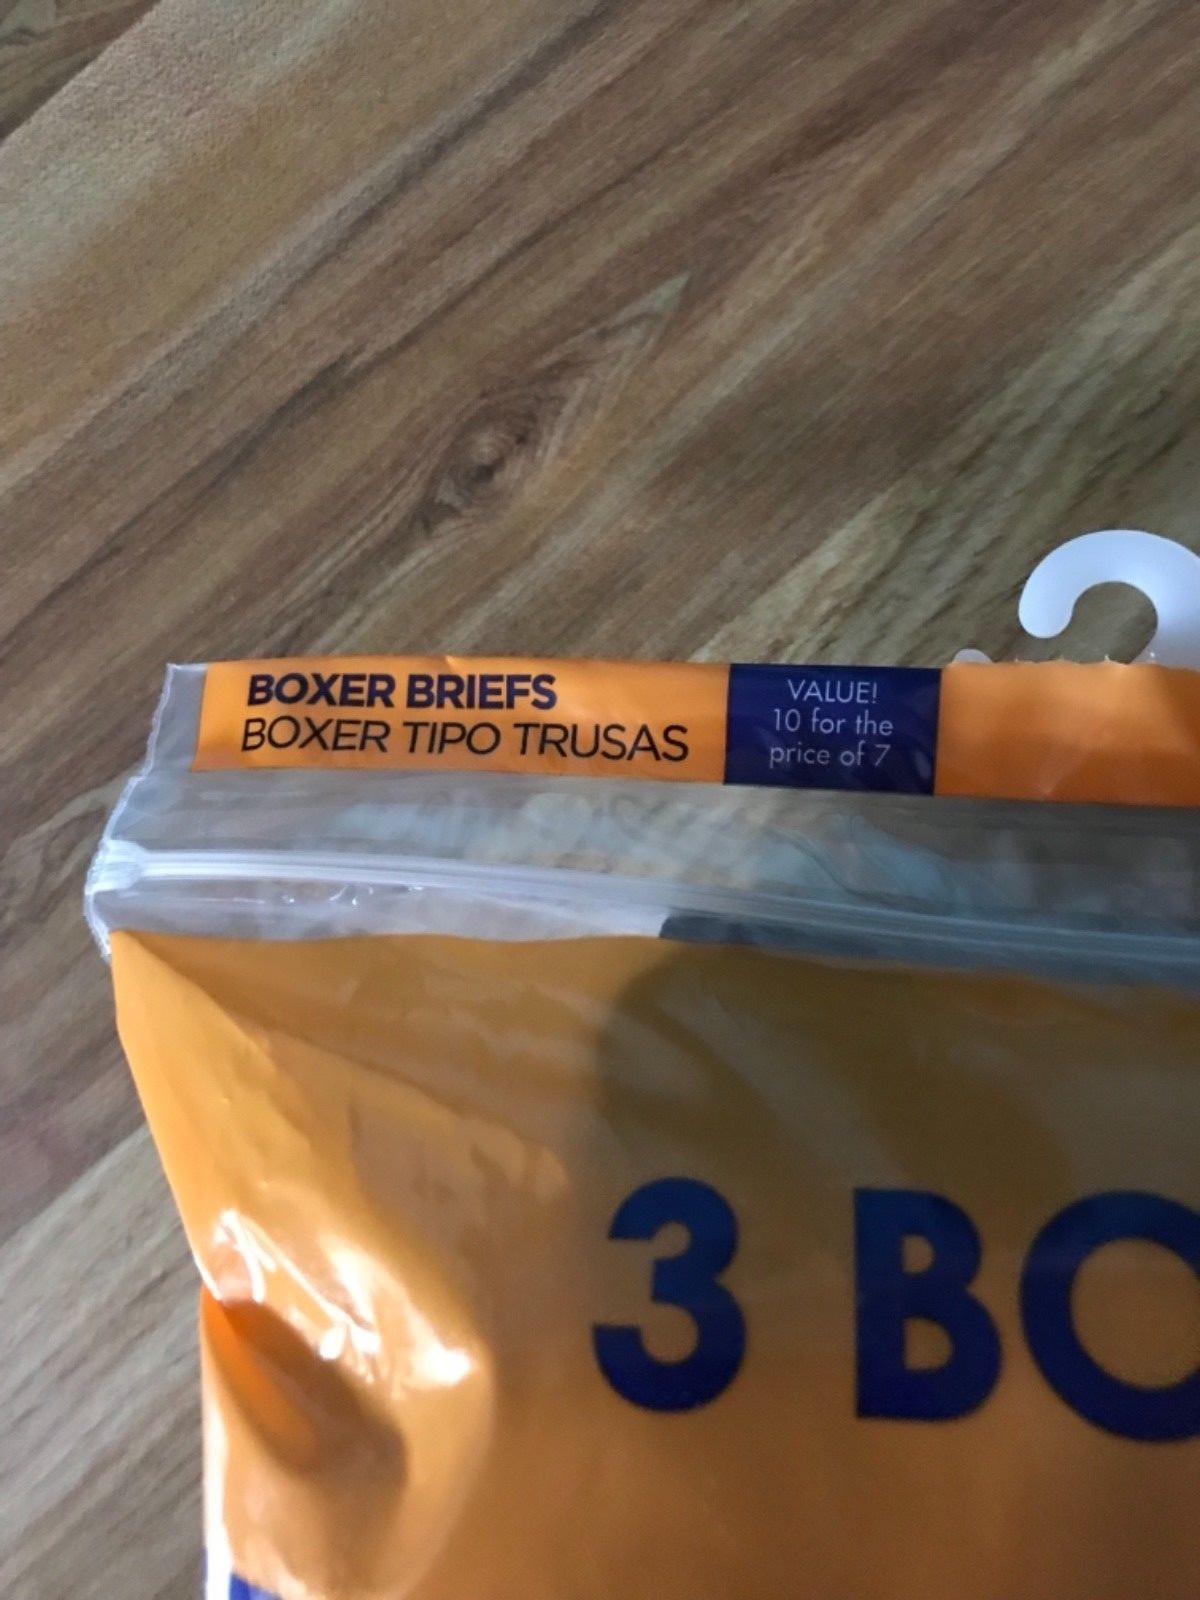 BOXER BRIEFS
BOXER TIPO TRUSAS
VALUE!
10 for the
price of 7
3 BO